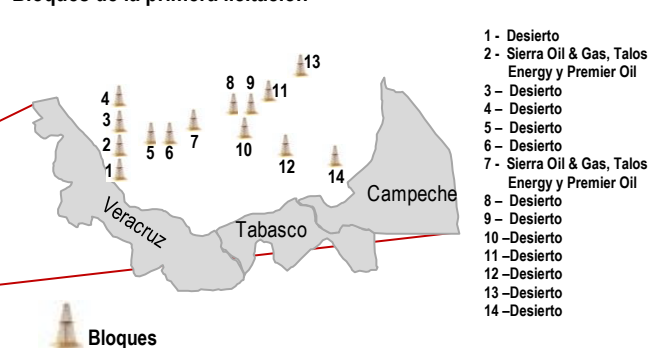 Bloques de la primera licitación
13
8 9
11
4
3
7
2
5 6
10
12
14
1
Veracruz
Tabasco
Campeche
Bloques
1 - Desierto
2 - Sierra Oil & Gas, Talos
Energy y Premier Oil
3 – Desierto
4 – Desierto
5 – Desierto
6 – Desierto
7 - Sierra Oil & Gas, Talos
Energy y Premier Oil
8 – Desierto
9 – Desierto
10 –Desierto
11 –Desierto
12 –Desierto
13 –Desierto
14 –Desierto